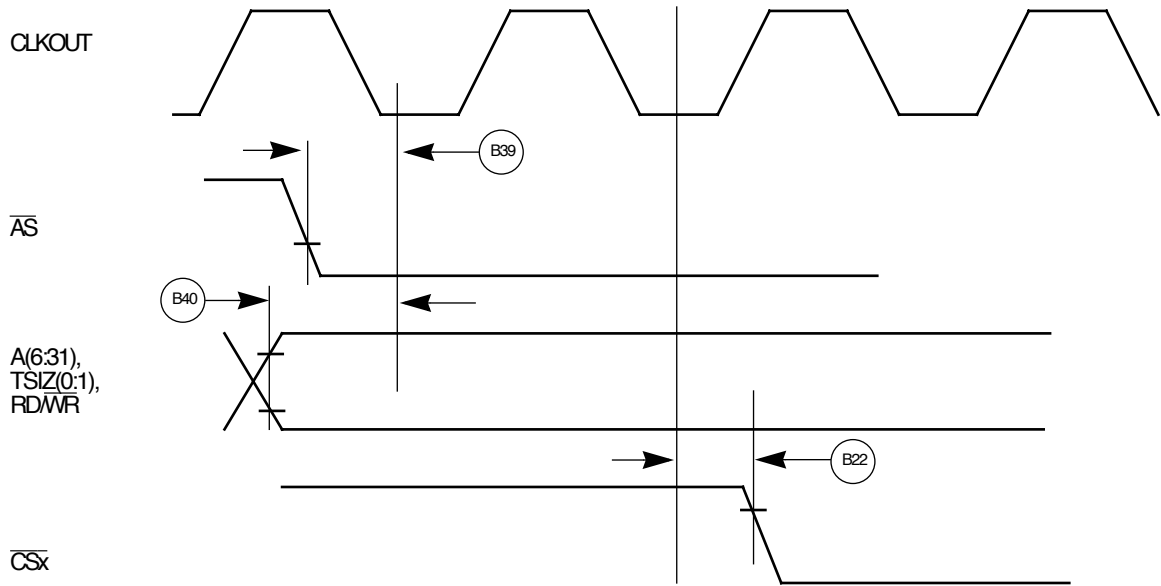 CLKOUT
B39
AS
B40
A(6:31),
TSIZ(0:1),
RD/WR
B22
CSx